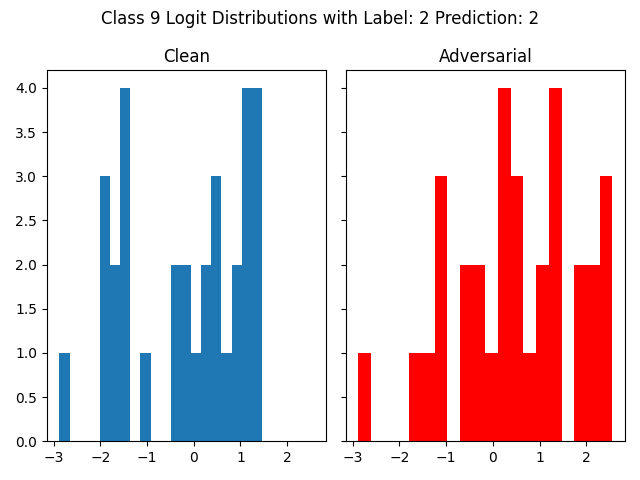 Class 9 Logit Distributions with Label: 2 Prediction: 2
Clean
Adversarial
4.0
3.5
3.0
2.5
2.0
1.5
1.0
0.5
0.0
−3 −2 −1 0 1 2
−3 −2 −1 0 1 2